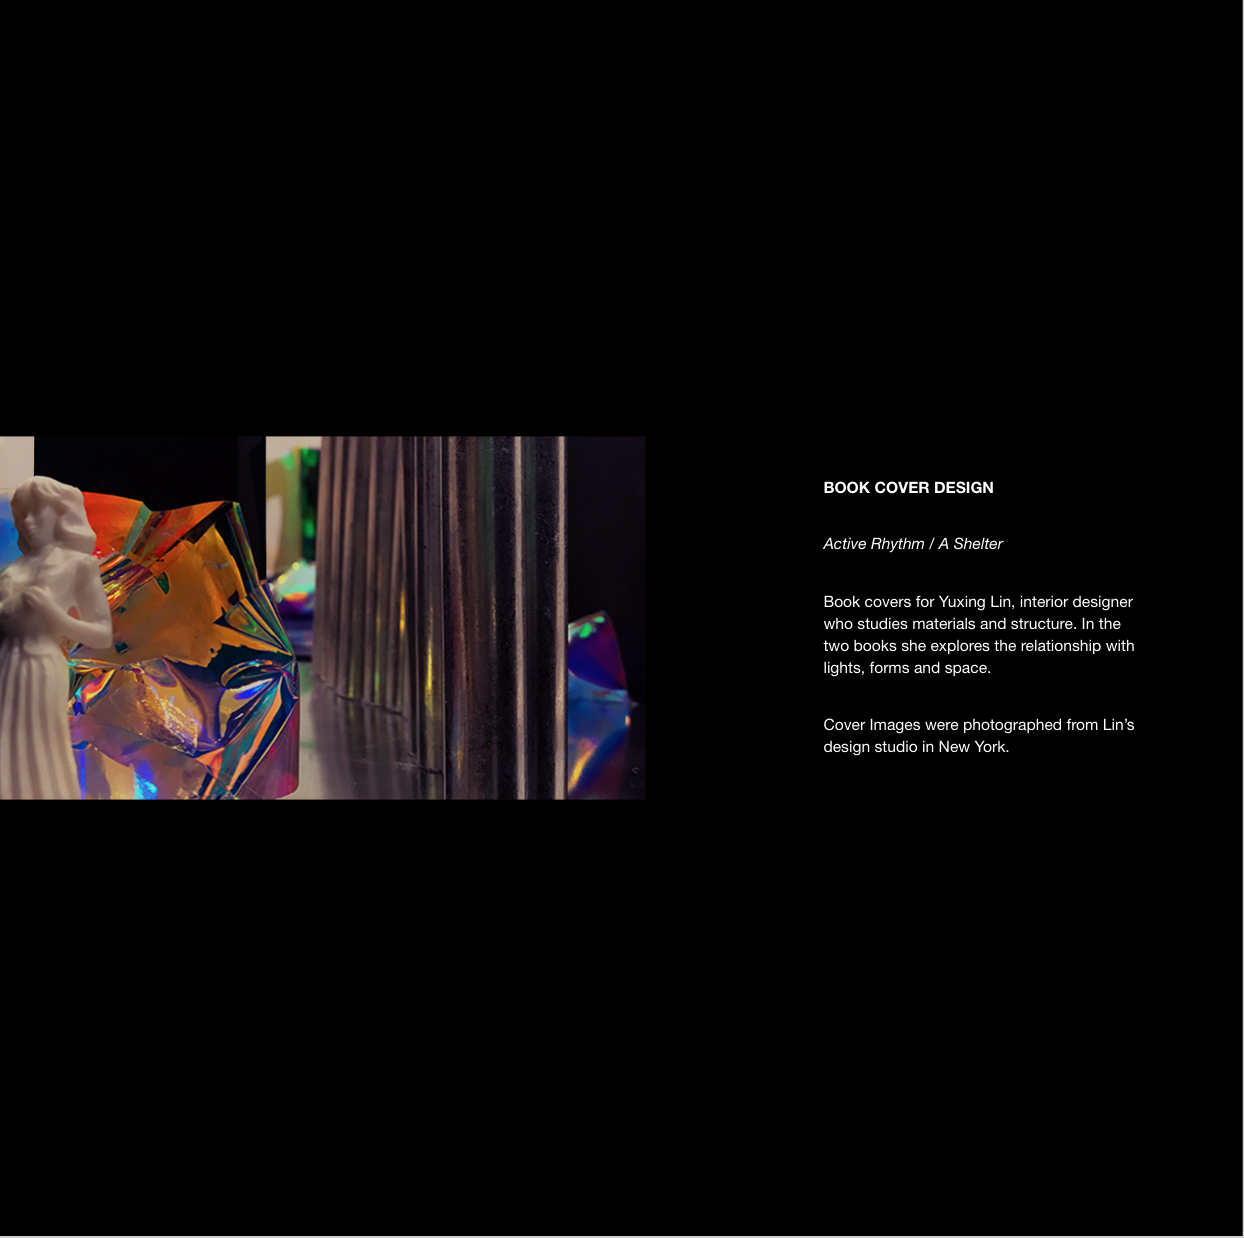 BOOK COVER DESIGN
Active Rhythm / A Shelter
Book covers for Yuxing Lin, interior designer
who studies materials and structure. In the
two books she explores the relationship with
lights, forms and space.
Cover Images were photographed from Lin’s
design studio in New York.